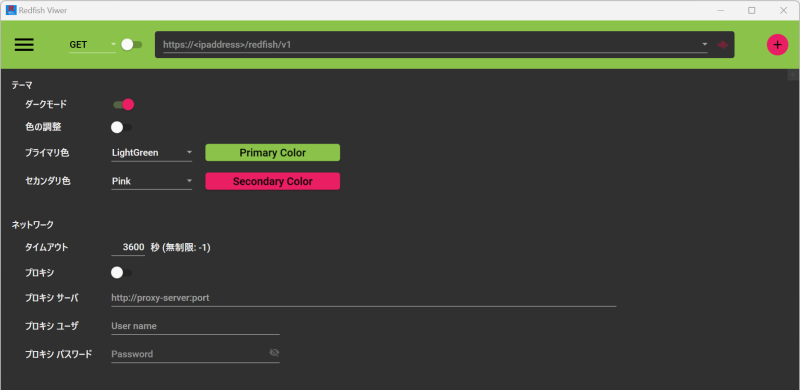 Redfish Viwer
GET https://<ipaddress>/redfish/v1
テーマ
ダークモード
色の調整
プライマリ色 LightGreen Primary Color
セカンダリ色 Pink Secondary Color
ネットワーク
タイムアウト 3600 秒 (無制限: -1)
プロキシ
プロキシ サーバ http://proxy-server:port
プロキシ ユーザ User name
プロキシ パスワード Password